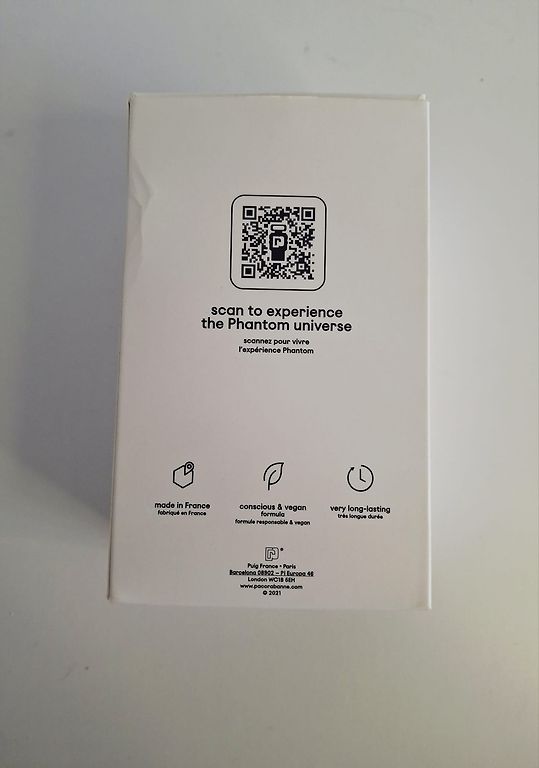 scan to experience
the Phantom universe
scannez pour vivre
l'expérience Phantom
made in France
fabriqué en France
conscious & vegan
formula
formule responsable & vegan
very long-lasting
très longue durée
Puig France • Paris
Barcelona 08902 – Pl Europa 46
London WC1B 5EH
www.pacorabanne.com
© 2021